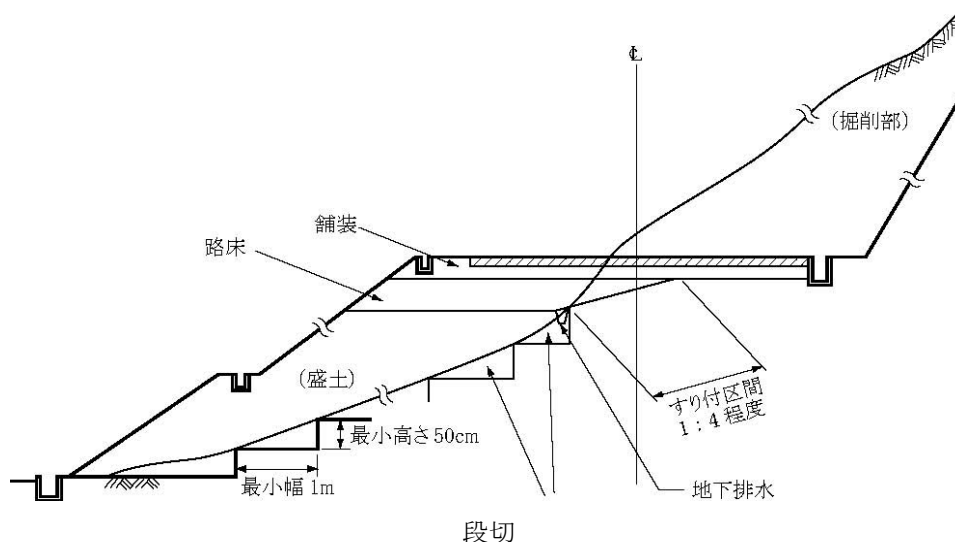 ℄
(掘削部)
舗装
路床
(盛土)
すり付区間
1:4程度
最小高さ50cm
最小幅1m
地下排水
段切